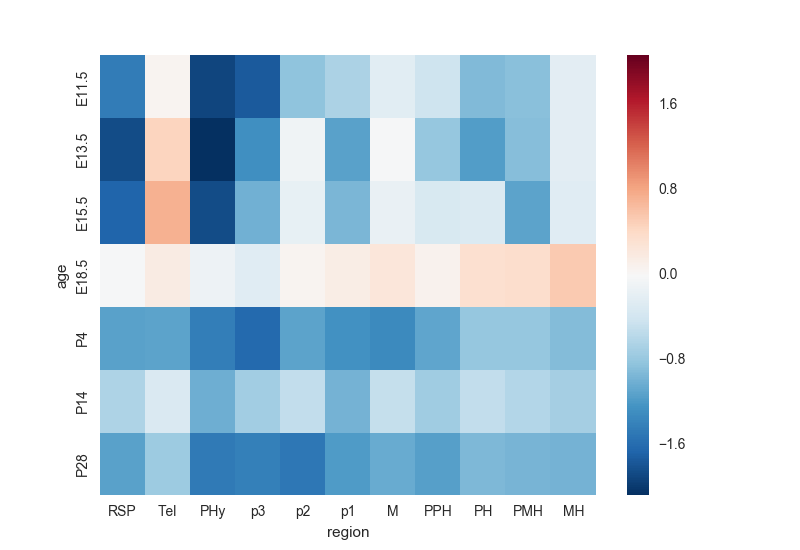 E11.5
E13.5
E15.5
E18.5
P4
P14
P28
age
RSP Tel PHy p3 p2 p1 M PPH PH PMH MH
region
1.6
0.8
0.0
−0.8
−1.6